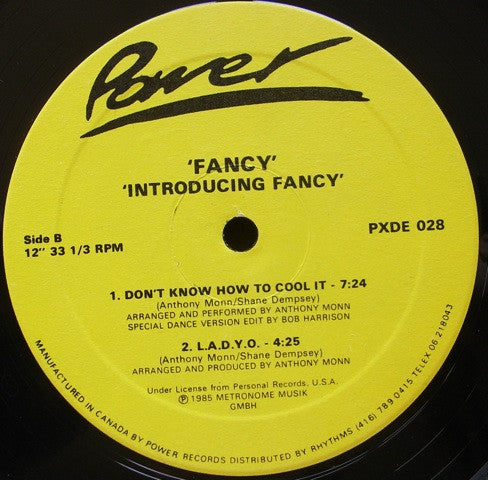 Power
'FANCY'
'INTRODUCING FANCY'
Side B
12" 33 1/3 RPM
PXDE 028
1. DON'T KNOW HOW TO COOL IT - 7:24
(Anthony Monn/Shane Dempsey)
ARRANGED AND PERFORMED BY ANTHONY MONN
SPECIAL DANCE VERSION EDIT BY BOB HARRISON
2. L.A.D.Y.O. - 4:25
(Anthony Monn/Shane Dempsey)
ARRANGED AND PRODUCED BY ANTHONY MONN
Under License from Personal Records. U.S.A.
Ⓟ 1985 METRONOME MUSIK
GMBH
MANUFACTURED IN CANADA BY POWER RECORDS DISTRIBUTED BY RHYTHMS (416) 789 0415 TELEX 06 218043